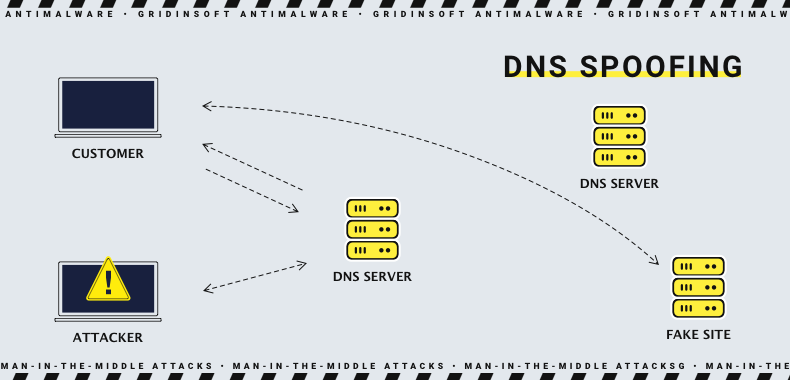 ANTIMALWARE • GRIDINSOFT ANTIMALWARE • GRIDINSOFT ANTIMALWARE • GRIDINSOFT ANTIMALW
DNS SPOOFING
CUSTOMER
DNS SERVER
DNS SERVER
ATTACKER
FAKE SITE
MAN-IN-THE-MIDDLE ATTACKS • MAN-IN-THE-MIDDLE ATTACKS • MAN-IN-THE-MIDDLE ATTACKSG • MAN-IN-THE